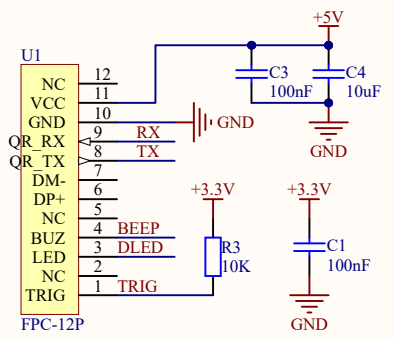 +5V
U1
NC 12
VCC 11
C3
100nF
C4
10uF
GND 10
GND
QR_RX 9 RX
QR_TX 8 TX
GND
DM- 7
DP+ 6
+3.3V
+3.3V
NC 5
BUZ 4 BEEP
LED 3 DLED
R3
10K
C1
100nF
NC 2
TRIG 1 TRIG
FPC-12P
GND